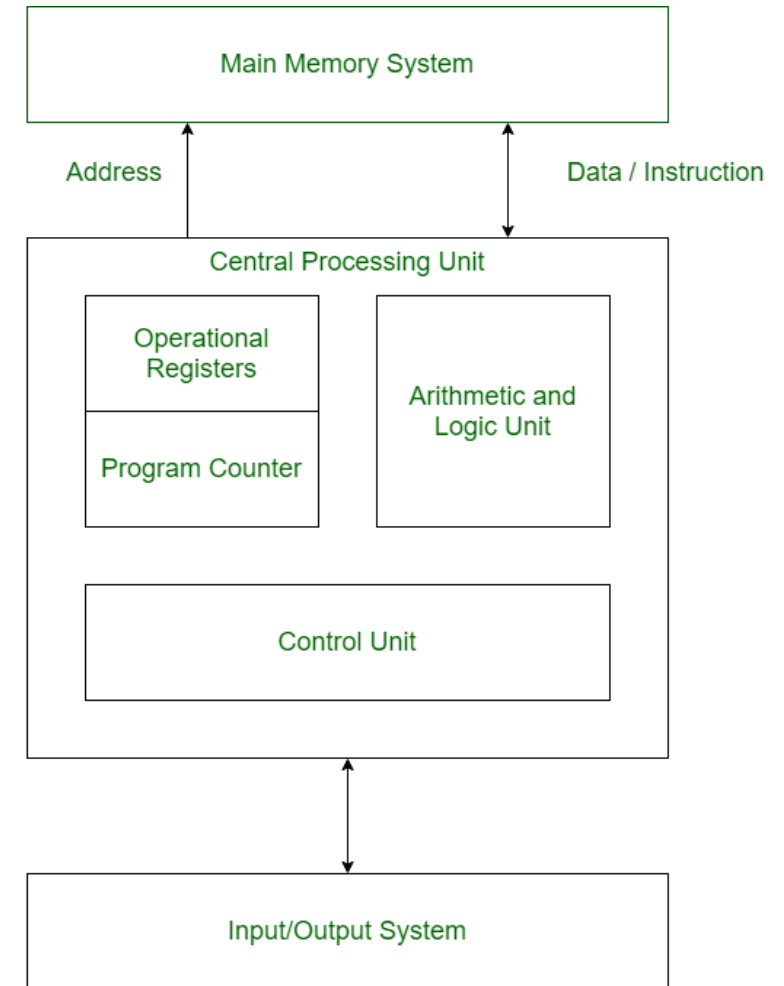 Main Memory System
Address
Data / Instruction
Central Processing Unit
Operational
Registers
Arithmetic and
Logic Unit
Program Counter
Control Unit
Input/Output System